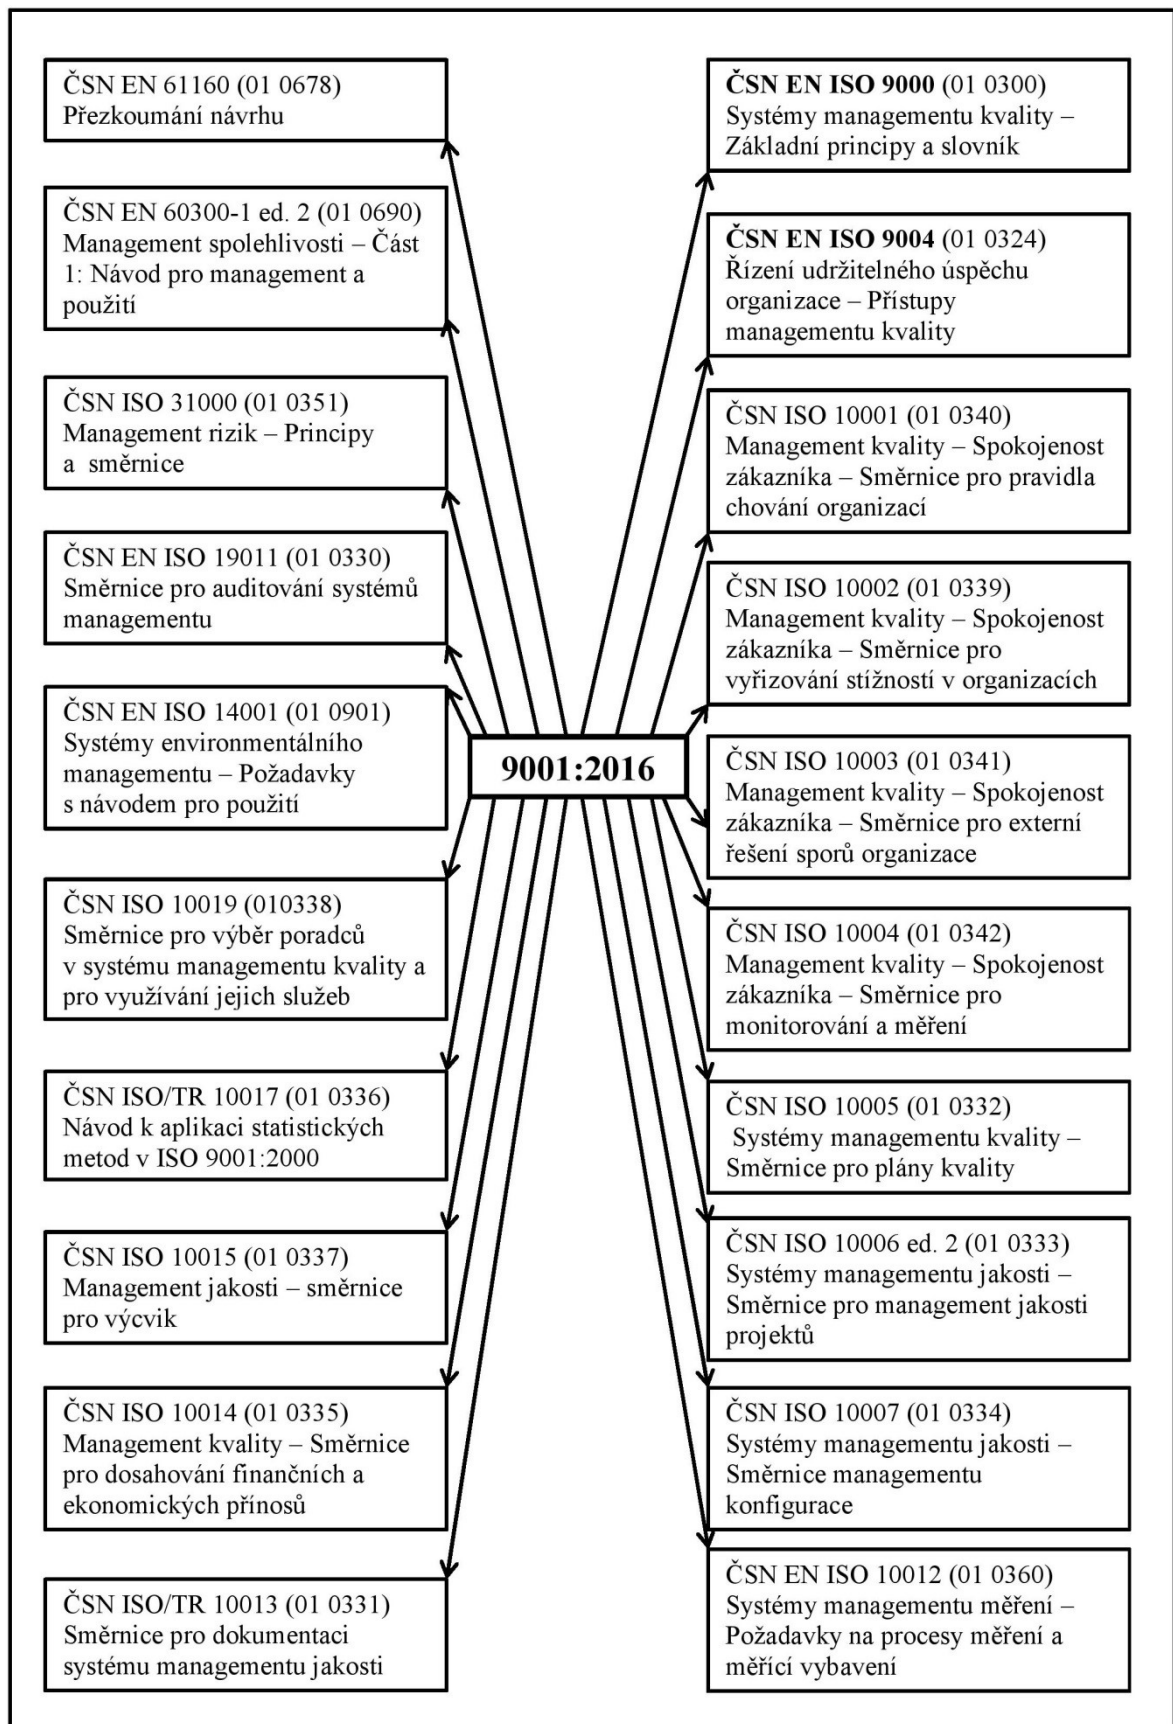 ČSN EN 61160 (01 0678)
Přezkoumání návrhu
ČSN EN 60300-1 ed. 2 (01 0690)
Management spolehlivosti – Část
1: Návod pro management a
použití
ČSN ISO 31000 (01 0351)
Management rizik – Principy
a směrnice
ČSN EN ISO 19011 (01 0330)
Směrnice pro auditování systémů
managementu
ČSN EN ISO 14001 (01 0901)
Systémy environmentálního
managementu – Požadavky
s návodem pro použití
ČSN ISO 10019 (010338)
Směrnice pro výběr poradců
v systému managementu kvality a
pro využívání jejich služeb
ČSN ISO/TR 10017 (01 0336)
Návod k aplikaci statistických
metod v ISO 9001:2000
ČSN ISO 10015 (01 0337)
Management jakosti – směrnice
pro výcvik
ČSN ISO 10014 (01 0335)
Management kvality – Směrnice
pro dosahování finančních a
ekonomických přínosů
ČSN ISO/TR 10013 (01 0331)
Směrnice pro dokumentaci
systému managementu jakosti
9001:2016
ČSN EN ISO 9000 (01 0300)
Systémy managementu kvality –
Základní principy a slovník
ČSN EN ISO 9004 (01 0324)
Řízení udržitelného úspěchu
organizace – Přístupy
managementu kvality
ČSN ISO 10001 (01 0340)
Management kvality – Spokojenost
zákazníka – Směrnice pro pravidla
chování organizací
ČSN ISO 10002 (01 0339)
Management kvality – Spokojenost
zákazníka – Směrnice pro
vyřizování stížností v organizacích
ČSN ISO 10003 (01 0341)
Management kvality – Spokojenost
zákazníka – Směrnice pro externí
řešení sporů organizace
ČSN ISO 10004 (01 0342)
Management kvality – Spokojenost
zákazníka – Směrnice pro
monitorování a měření
ČSN ISO 10005 (01 0332)
Systémy managementu kvality –
Směrnice pro plány kvality
ČSN ISO 10006 ed. 2 (01 0333)
Systémy managementu jakosti –
Směrnice pro management jakosti
projektů
ČSN ISO 10007 (01 0334)
Systémy managementu jakosti –
Směrnice managementu
konfigurace
ČSN EN ISO 10012 (01 0360)
Systémy managementu měření –
Požadavky na procesy měření a
měřící vybavení